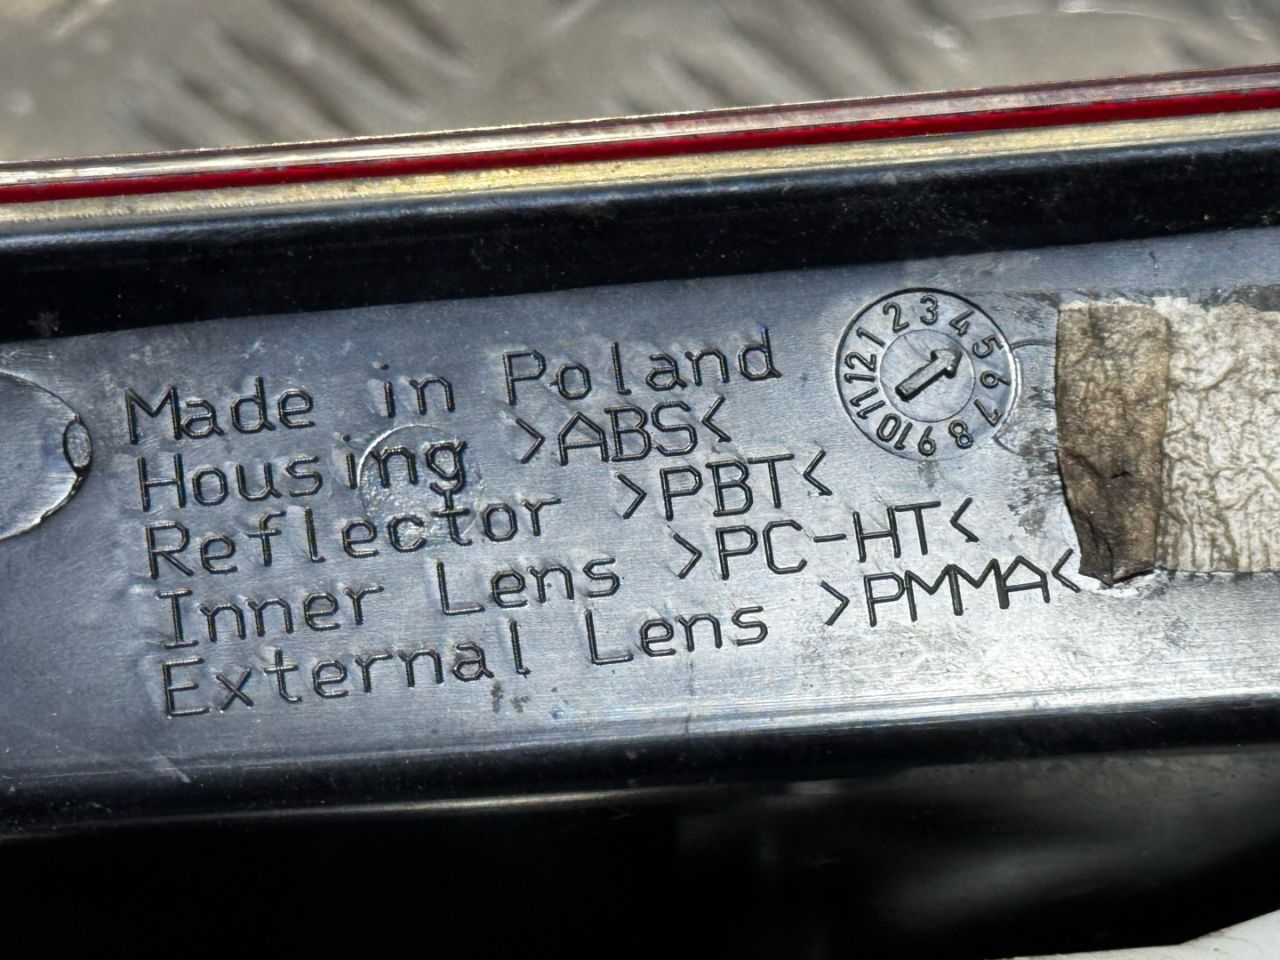 Made in Poland
Housing >ABS<
Reflector >PBT<
Inner Lens >PC-HT<
External Lens >PMMA<
1 2 3 4 5 6 7 8 9 10 11 12